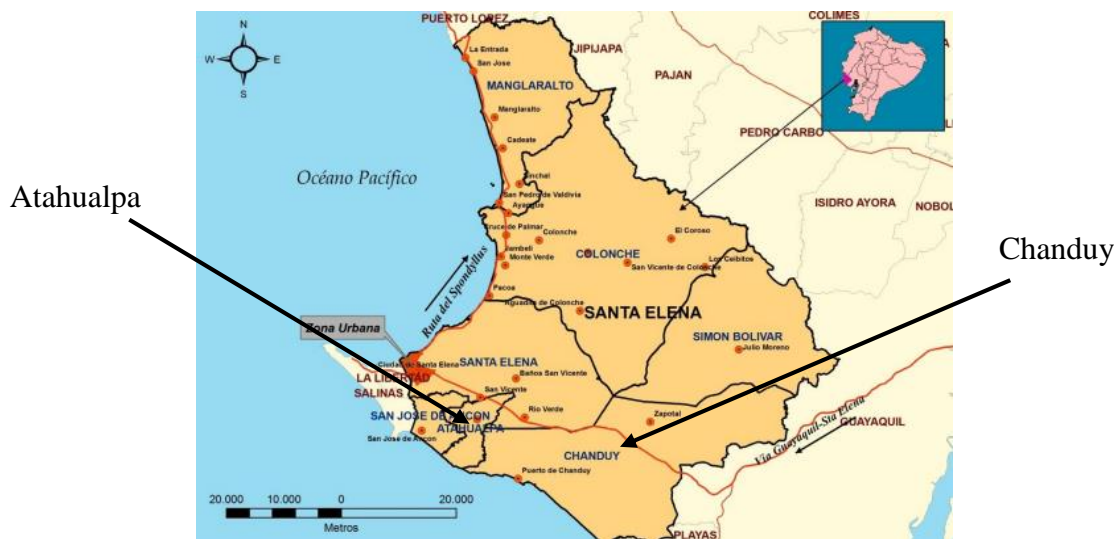 N
W
E
S
PUERTO LOPEZ
COLIMES
La Entrada
San Jose
JIPIJAPA
PAJAN
MANGLARALTO
Manglaralto
PEDRO CARBO
Cadeate
Océano Pacífico
Atahualpa
San Pedro de Valdivia
Ayangue
ISIDRO AYORA
NOBOL
Cruce de Palmar
Colonche
El Coroso
Chanduy
Jambeli
COLONCHE
Monte Verde
San Vicente de Colonche
Los Ceibitos
Ruta del Spondyllus
Pacoa
Aguadas de Colonche
SANTA ELENA
Zona Urbana
SIMON BOLIVAR
Julio Moreno
Ciudad de Santa Elena
SANTA ELENA
LA LIBERTAD
Baños San Vicente
SALINAS
San Vicente
SAN JOSE DE ANCON
Rio Verde
Zapotal
ATAHUALPA
GUAYAQUIL
San Jose de Ancon
Via Guayaquil-Sta Elena
CHANDUY
Puerto de Chanduy
20.000 10.000 0 20.000
Metros
PLAYAS